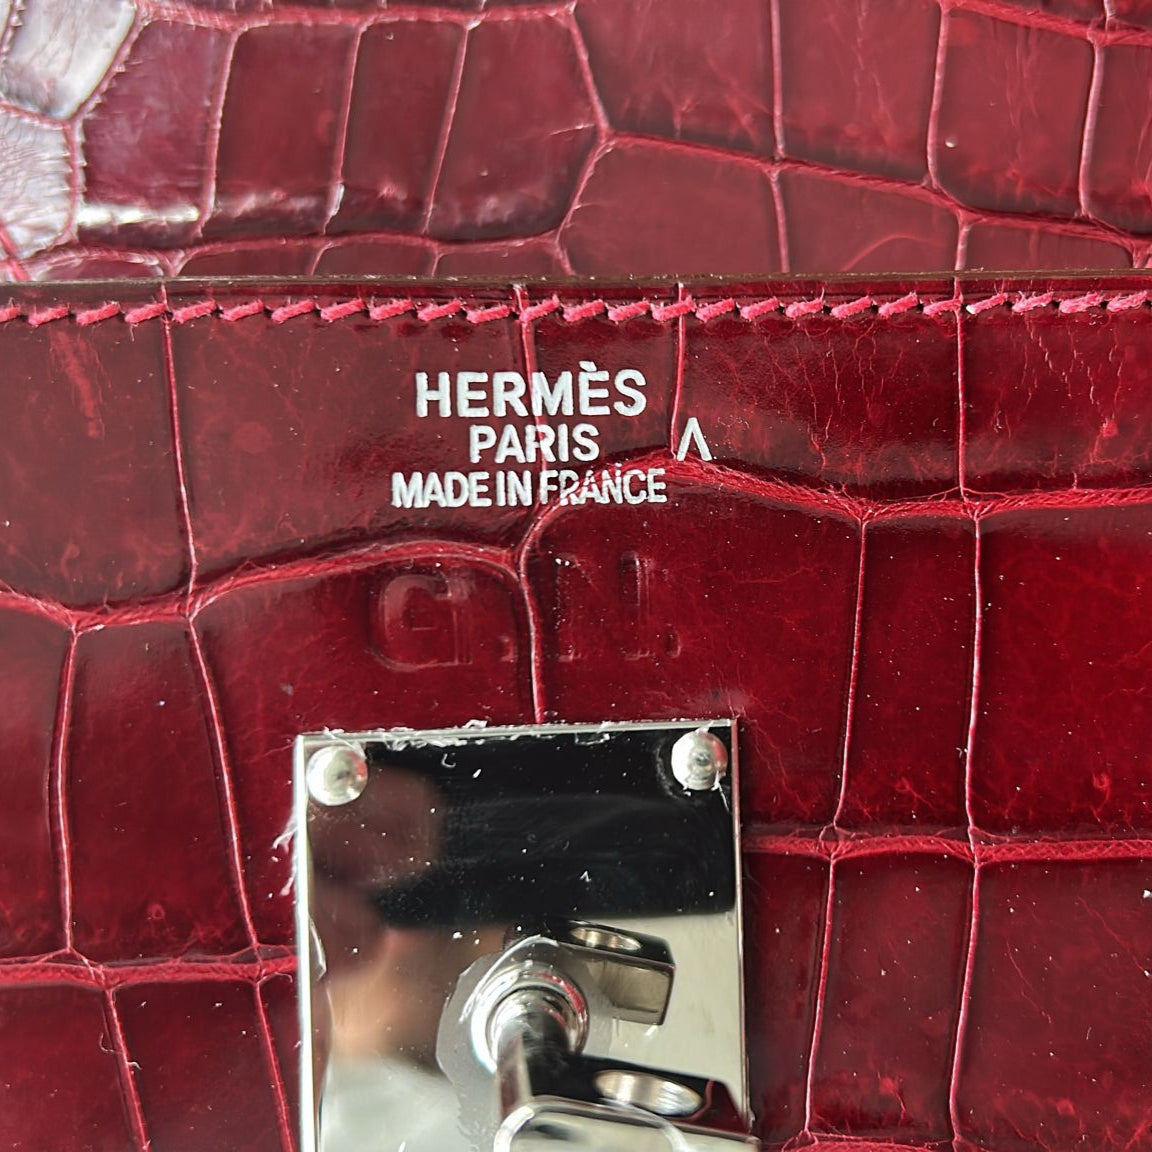 HERMÈS
PARIS Λ
MADE IN FRANCE